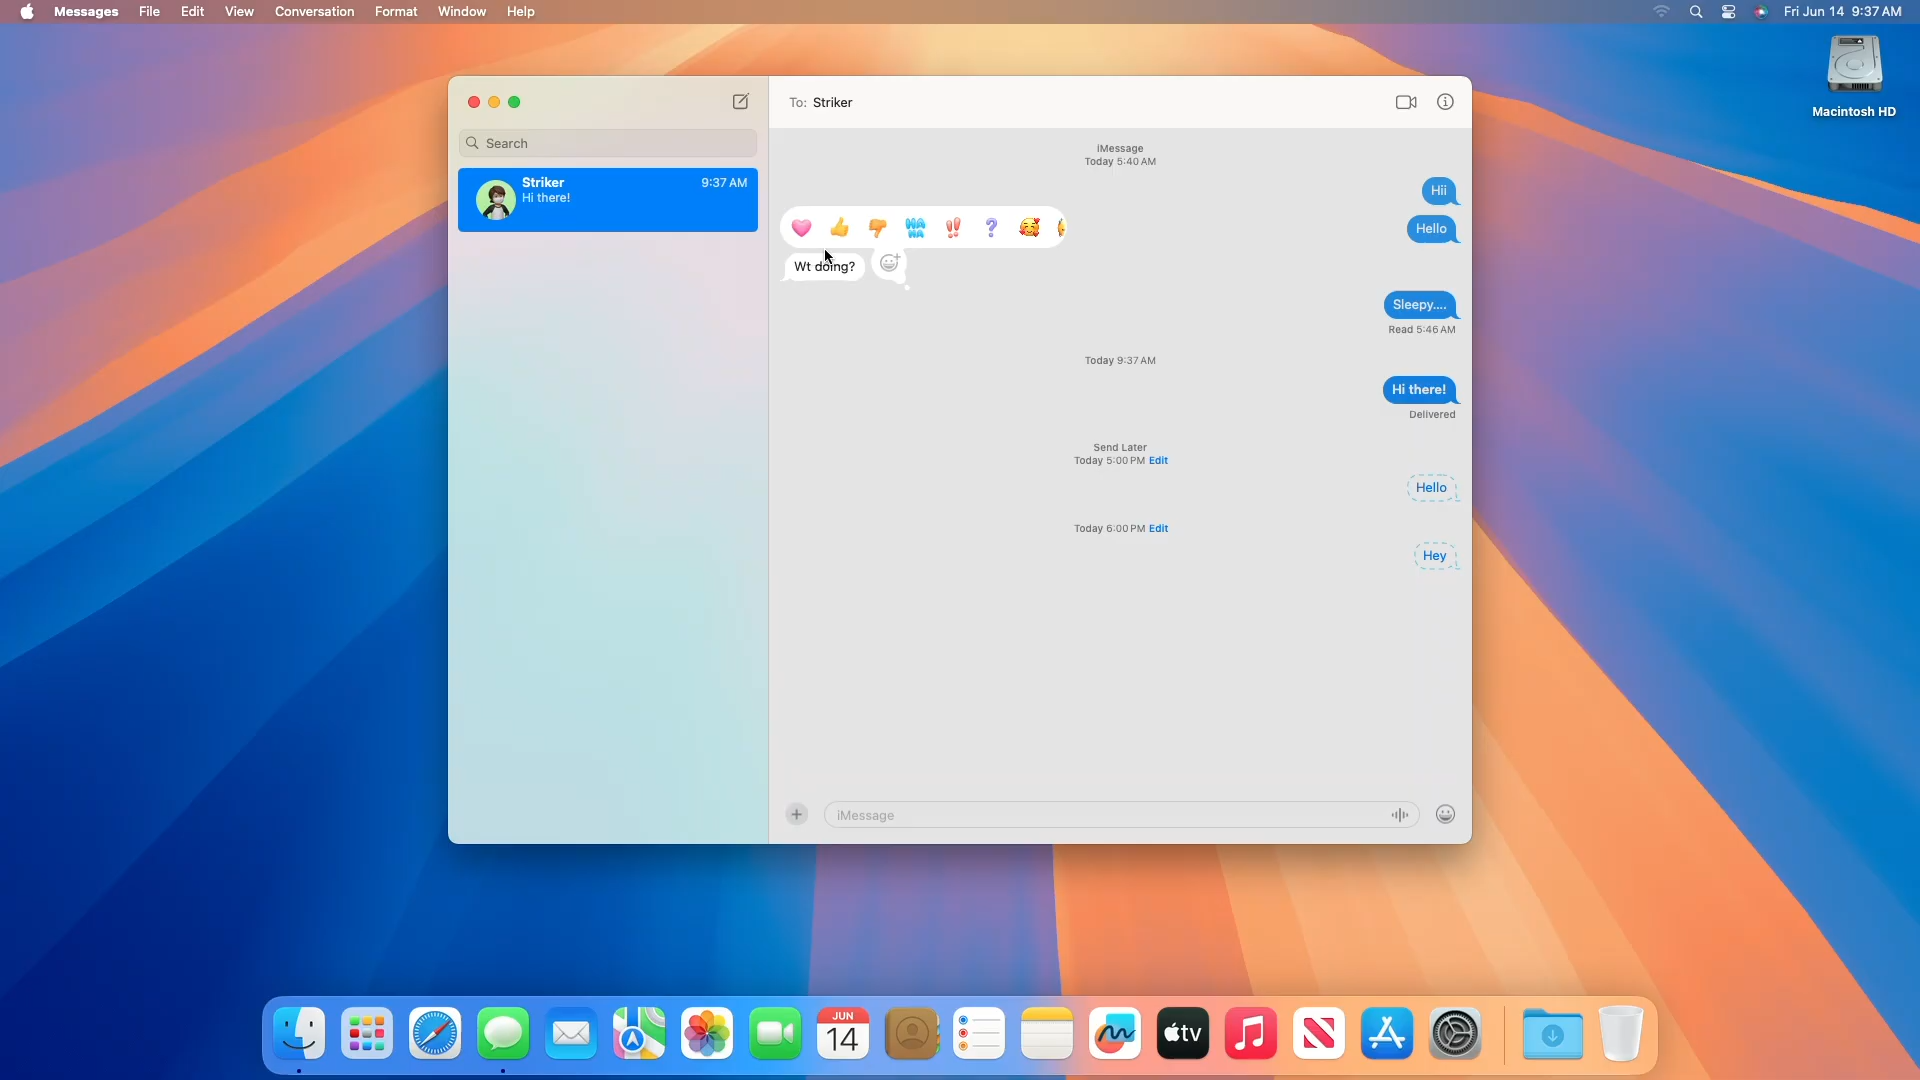 Messages File Edit View Conversation Format Window Help
Fri Jun 14 9:37 AM
Macintosh HD
Search
Striker 9:37 AM
Hi there!
To: Striker
iMessage
Today 5:40 AM
Hii
Hello
HA HA
‼ ?
Wt doing?
Sleepy....
Read 5:46 AM
Today 9:37 AM
Hi there!
Delivered
Send Later
Today 5:00 PM Edit
Hello
Today 6:00 PM Edit
Hey
iMessage
JUN
14
tv